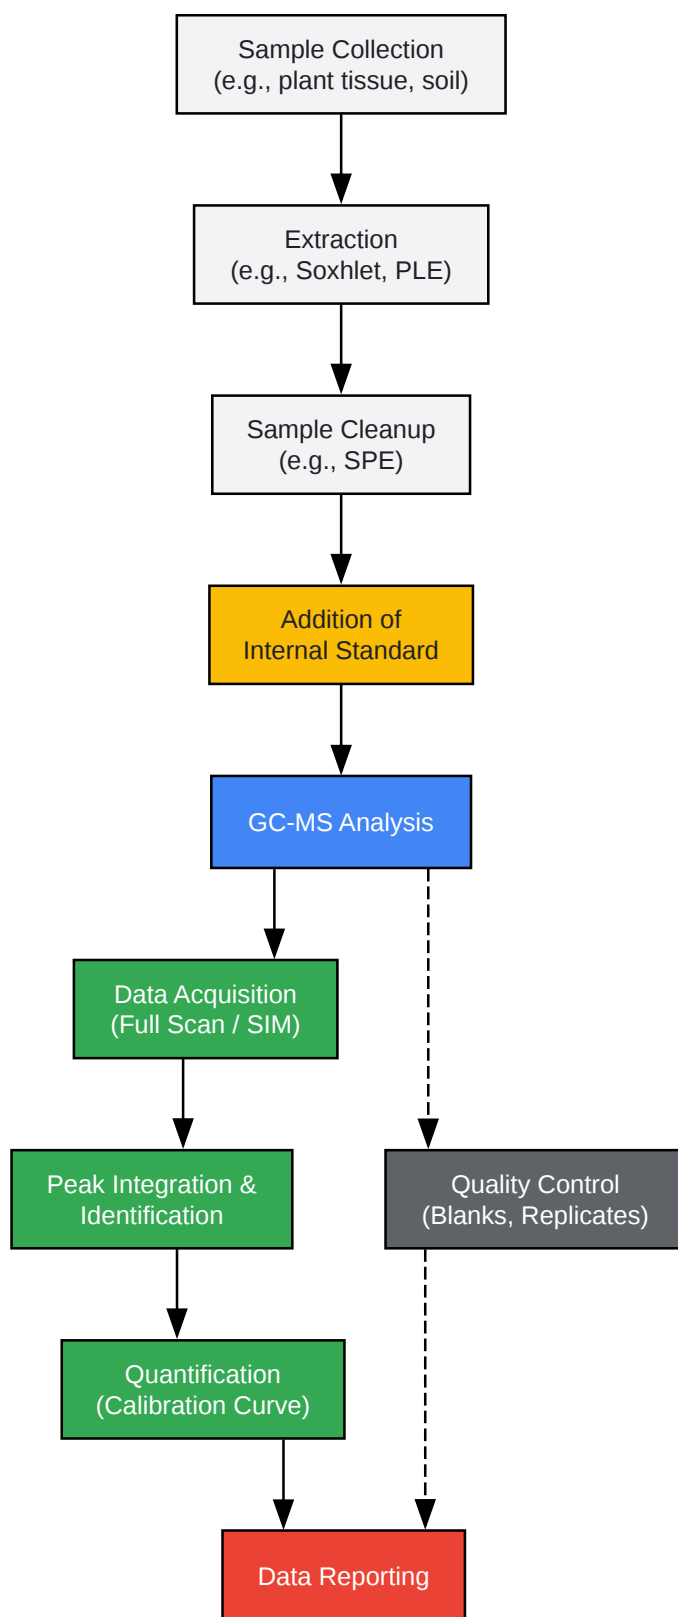 Sample Collection
(e.g., plant tissue, soil)
Extraction
(e.g., Soxhlet, PLE)
Sample Cleanup
(e.g., SPE)
Addition of
Internal Standard
GC-MS Analysis
Data Acquisition
(Full Scan / SIM)
Peak Integration &
Identification
Quality Control
(Blanks, Replicates)
Quantification
(Calibration Curve)
Data Reporting